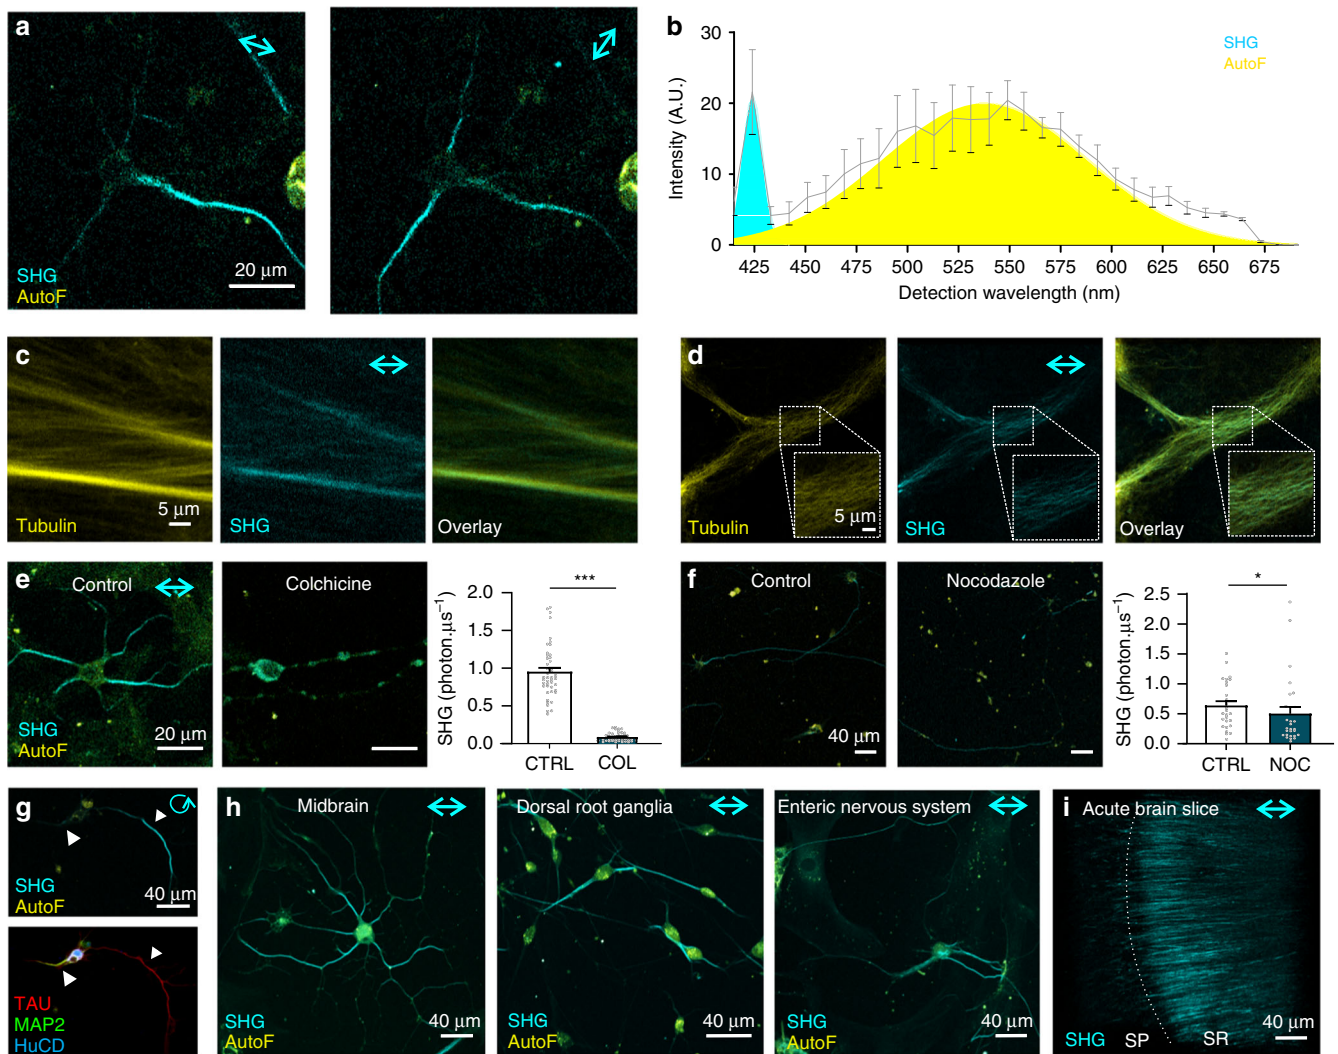 a
SHG
AutoF
20 μm
b
Intensity (A.U.)
30
20
10
0
SHG
AutoF
425 450 475 500 525 550 575 600 625 650 675
Detection wavelength (nm)
c
Tubulin
5 μm
SHG
Overlay
d
Tubulin
5 μm
SHG
Overlay
e
Control
SHG
AutoF
20 μm
Colchicine
SHG (photon.μs⁻¹)
2.0
1.5
1.0
0.5
0.0
***
CTRL COL
f
Control
40 μm
Nocodazole
SHG (photon.μs⁻¹)
2.5
2.0
1.5
1.0
0.5
0.0
*
CTRL NOC
g
SHG
AutoF
40 μm
TAU
MAP2
HuCD
h
Midbrain
SHG
AutoF
40 μm
Dorsal root ganglia
SHG
AutoF
40 μm
Enteric nervous system
SHG
AutoF
40 μm
i
Acute brain slice
SHG SP SR
40 μm